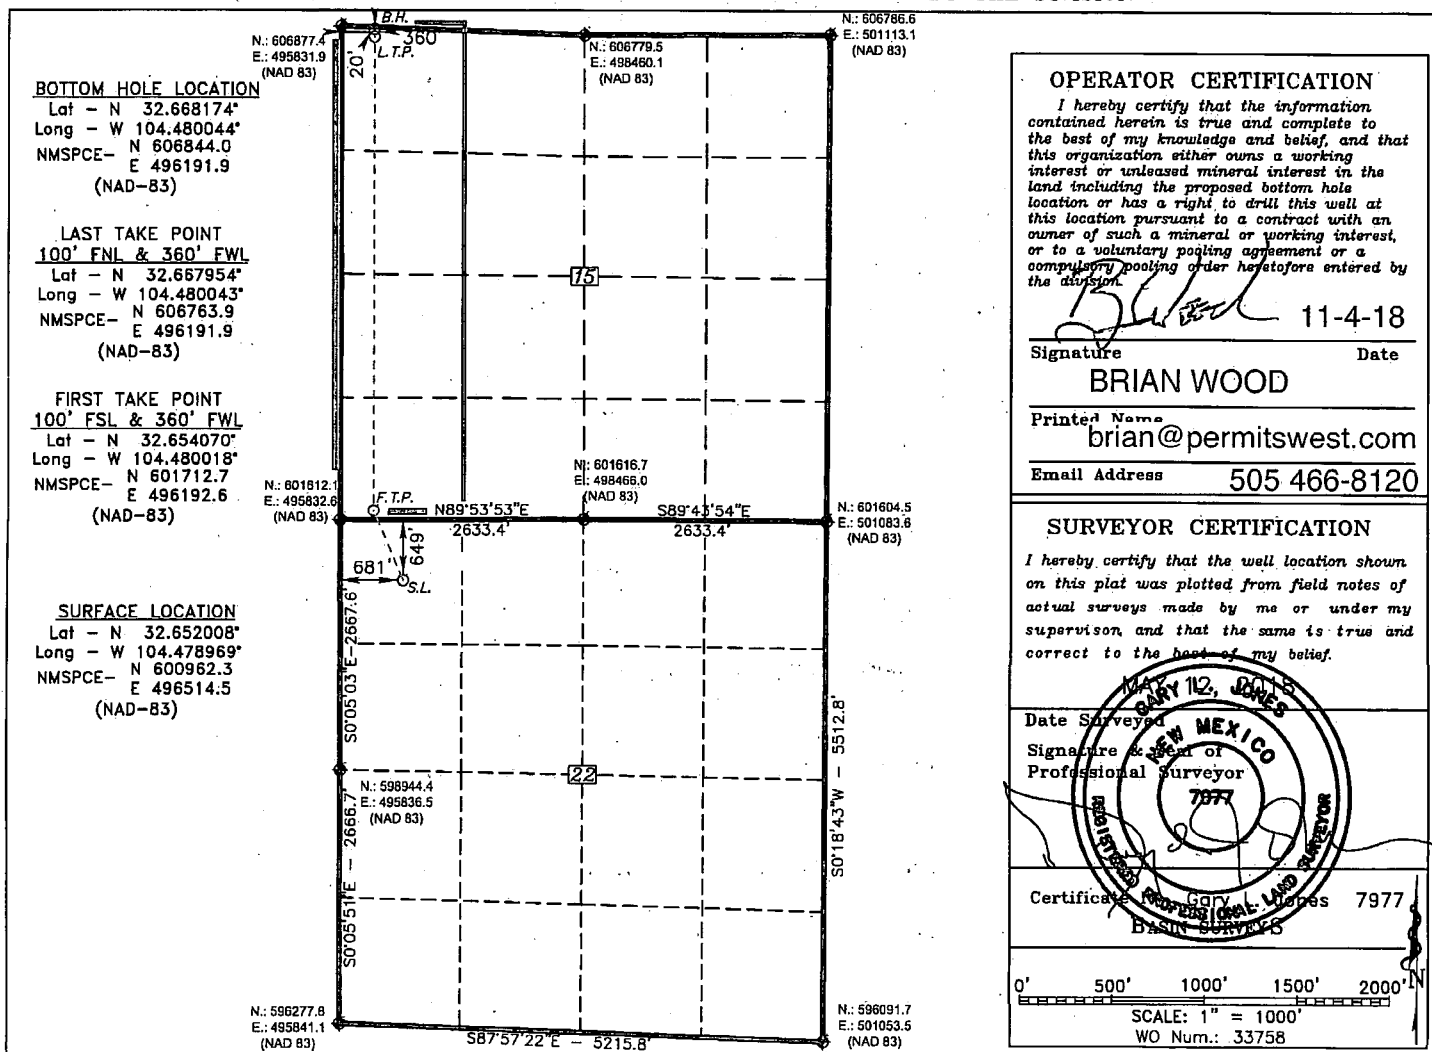 BOTTOM HOLE LOCATION
Lat - N 32.668174°
Long - W 104.480044°
NMSPCE- N 606844.0
E 496191.9
(NAD-83)
LAST TAKE POINT
100' FNL & 360' FWL
Lat - N 32.667954°
Long - W 104.480043°
NMSPCE- N 606763.9
E 496191.9
(NAD-83)
FIRST TAKE POINT
100' FSL & 360' FWL
Lat - N 32.654070°
Long - W 104.480018°
NMSPCE- N 601712.7
E 496192.6
(NAD-83)
SURFACE LOCATION
Lat - N 32.652008°
Long - W 104.478969°
NMSPCE- N 600962.3
E 496514.5
(NAD-83)
N.: 606877.4
E.: 495831.9
(NAD 83)
B.H.
360'
20'
L.T.P.
N.: 606779.5
E.: 498460.1
(NAD 83)
N.: 606786.6
E.: 501113.1
(NAD 83)
15
N.: 601612.1
E.: 495832.6
(NAD 83)
F.T.P.
N.: 601616.7
E.: 498466.0
(NAD 83)
N89°53'53"E
2633.4'
S89°43'54"E
2633.4'
N.: 601604.5
E.: 501083.6
(NAD 83)
681'
649'
S.L.
S0°05'03"E-2667.6'
22
N.: 598944.4
E.: 495836.5
(NAD 83)
S0°05'51"E - 2666.7'
S0°18'43"W - 5512.8'
N.: 596277.8
E.: 495841.1
(NAD 83)
S87°57'22"E - 5215.8'
N.: 596091.7
E.: 501053.5
(NAD 83)
OPERATOR CERTIFICATION
I hereby certify that the information
contained herein is true and complete to
the best of my knowledge and belief, and that
this organization either owns a working
interest or unleased mineral interest in the
land including the proposed bottom hole
location or has a right to drill this well at
this location pursuant to a contract with an
owner of such a mineral or working interest,
or to a voluntary pooling agreement or a
compulsory pooling order heretofore entered by
the division.
11-4-18
Signature Date
BRIAN WOOD
Printed Name
brian@permitswest.com
Email Address 505 466-8120
SURVEYOR CERTIFICATION
I hereby certify that the well location shown
on this plat was plotted from field notes of
actual surveys made by me or under my
supervison, and that the same is true and
correct to the best of my belief.
MAY 12,
Date Surveyed
Signature & Seal of
Professional Surveyor
GARY L. JONES
NEW MEXICO
7977
REGISTERED PROFESSIONAL LAND SURVEYOR
Certificate Gary Jones 7977
BASIN SURVEYS
0' 500' 1000' 1500' 2000'
N
SCALE: 1" = 1000'
WO Num.: 33758